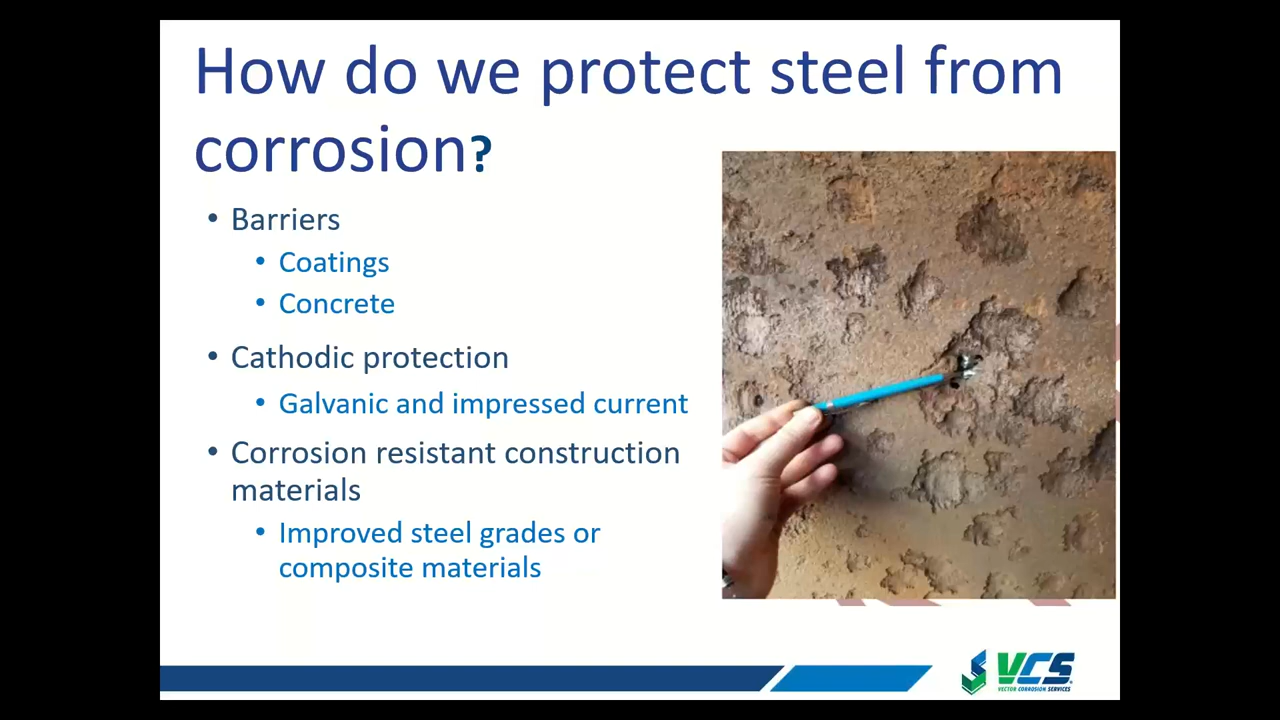 How do we protect steel from
corrosion?
• Barriers
• Coatings
• Concrete
• Cathodic protection
• Galvanic and impressed current
• Corrosion resistant construction
materials
• Improved steel grades or
composite materials
VCS
VECTOR CORROSION SERVICES